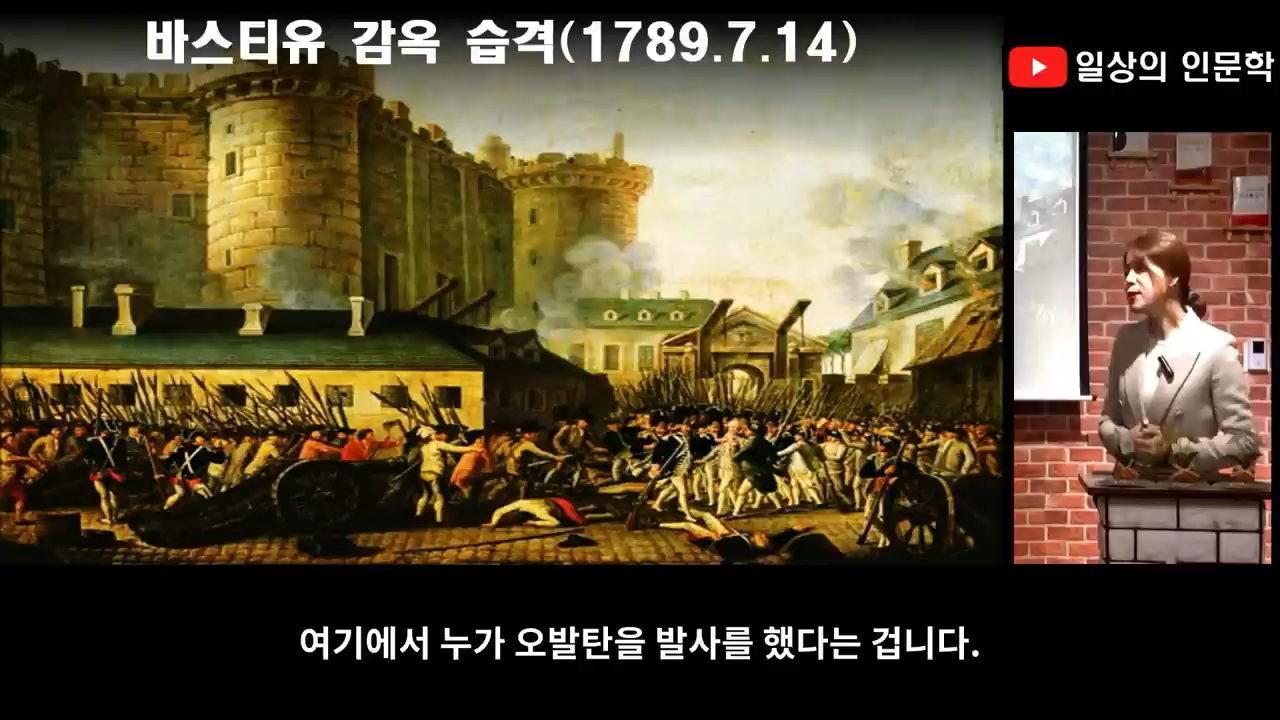 바스티유 감옥 습격(1789.7.14)
일상의 인문학
여기에서 누가 오발탄을 발사를 했다는 겁니다.